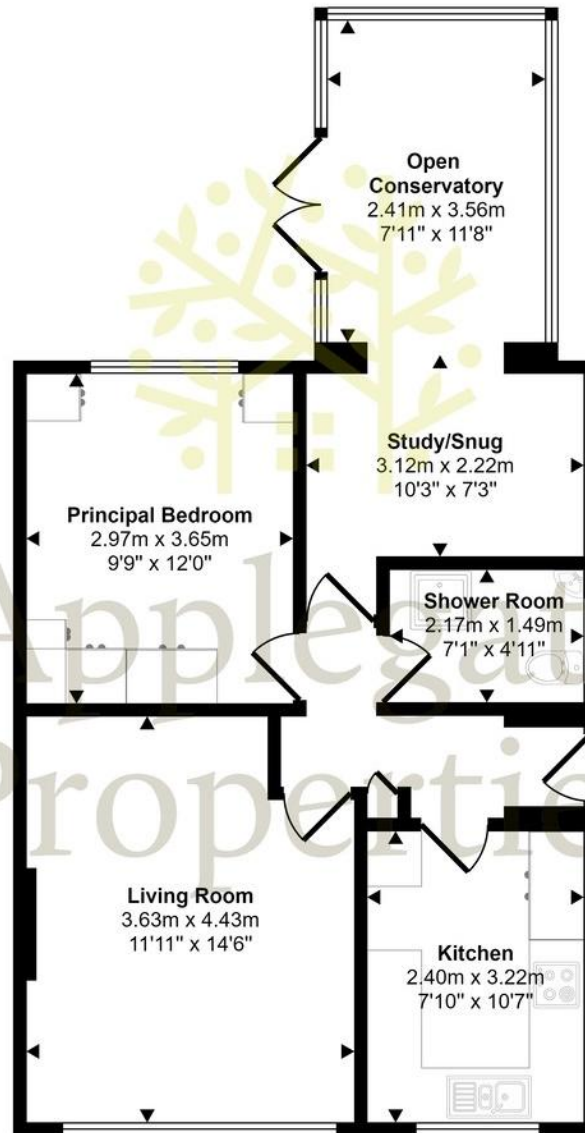 Open
Conservatory
2.41m x 3.56m
7'11" x 11'8"
Study/Snug
3.12m x 2.22m
10'3" x 7'3"
Principal Bedroom
2.97m x 3.65m
9'9" x 12'0"
Shower Room
2.17m x 1.49m
7'1" x 4'11"
Applegat
Propertie
Living Room
3.63m x 4.43m
11'11" x 14'6"
Kitchen
2.40m x 3.22m
7'10" x 10'7"